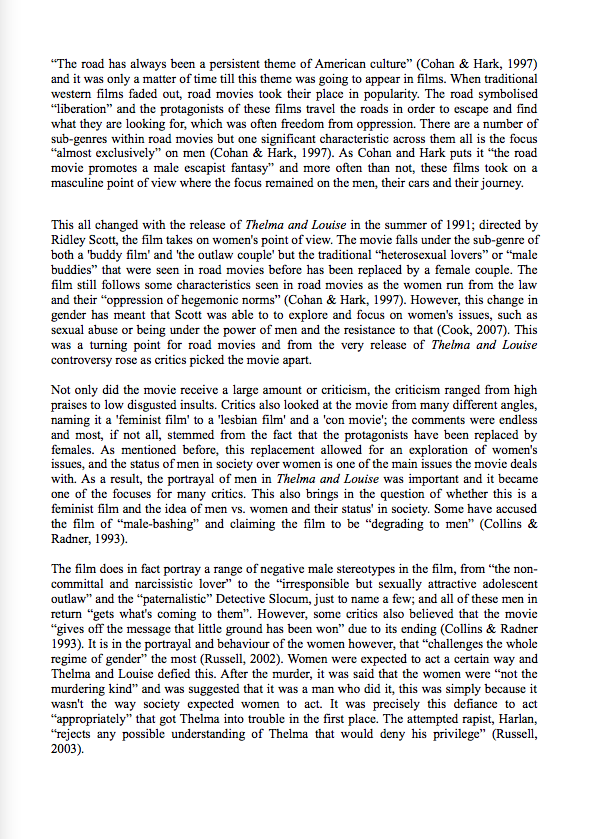 “The road has always been a persistent theme of American culture” (Cohan & Hark, 1997)
and it was only a matter of time till this theme was going to appear in films. When traditional
western films faded out, road movies took their place in popularity. The road symbolised
“liberation” and the protagonists of these films travel the roads in order to escape and find
what they are looking for, which was often freedom from oppression. There are a number of
sub-genres within road movies but one significant characteristic across them all is the focus
“almost exclusively” on men (Cohan & Hark, 1997). As Cohan and Hark puts it “the road
movie promotes a male escapist fantasy” and more often than not, these films took on a
masculine point of view where the focus remained on the men, their cars and their journey.
This all changed with the release of Thelma and Louise in the summer of 1991; directed by
Ridley Scott, the film takes on women's point of view. The movie falls under the sub-genre of
both a 'buddy film' and 'the outlaw couple' but the traditional “heterosexual lovers” or “male
buddies” that were seen in road movies before has been replaced by a female couple. The
film still follows some characteristics seen in road movies as the women run from the law
and their “oppression of hegemonic norms” (Cohan & Hark, 1997). However, this change in
gender has meant that Scott was able to to explore and focus on women's issues, such as
sexual abuse or being under the power of men and the resistance to that (Cook, 2007). This
was a turning point for road movies and from the very release of Thelma and Louise
controversy rose as critics picked the movie apart.
Not only did the movie receive a large amount or criticism, the criticism ranged from high
praises to low disgusted insults. Critics also looked at the movie from many different angles,
naming it a 'feminist film' to a 'lesbian film' and a 'con movie'; the comments were endless
and most, if not all, stemmed from the fact that the protagonists have been replaced by
females. As mentioned before, this replacement allowed for an exploration of women's
issues, and the status of men in society over women is one of the main issues the movie deals
with. As a result, the portrayal of men in Thelma and Louise was important and it became
one of the focuses for many critics. This also brings in the question of whether this is a
feminist film and the idea of men vs. women and their status' in society. Some have accused
the film of “male-bashing” and claiming the film to be “degrading to men” (Collins &
Radner, 1993).
The film does in fact portray a range of negative male stereotypes in the film, from “the non-
committal and narcissistic lover” to the “irresponsible but sexually attractive adolescent
outlaw” and the “paternalistic” Detective Slocum, just to name a few; and all of these men in
return “gets what's coming to them”. However, some critics also believed that the movie
“gives off the message that little ground has been won” due to its ending (Collins & Radner
1993). It is in the portrayal and behaviour of the women however, that “challenges the whole
regime of gender” the most (Russell, 2002). Women were expected to act a certain way and
Thelma and Louise defied this. After the murder, it was said that the women were “not the
murdering kind” and was suggested that it was a man who did it, this was simply because it
wasn't the way society expected women to act. It was precisely this defiance to act
“appropriately” that got Thelma into trouble in the first place. The attempted rapist, Harlan,
“rejects any possible understanding of Thelma that would deny his privilege” (Russell,
2003).